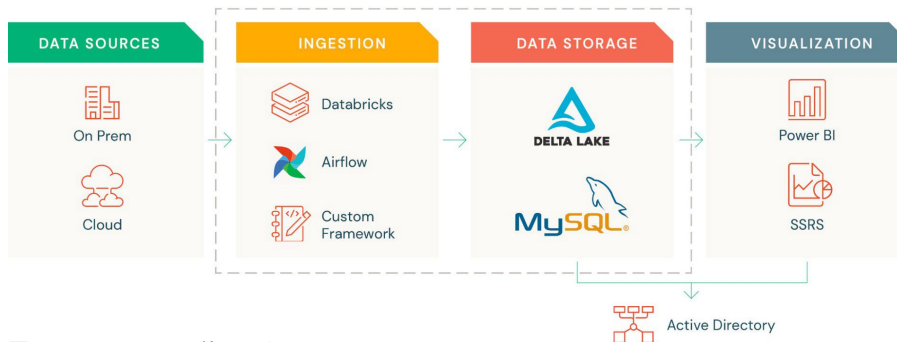 DATA SOURCES
INGESTION
DATA STORAGE
VISUALIZATION
On Prem
Cloud
Databricks
Airflow
Custom
Framework
DELTA LAKE
MySQL®
Power BI
SSRS
Active Directory